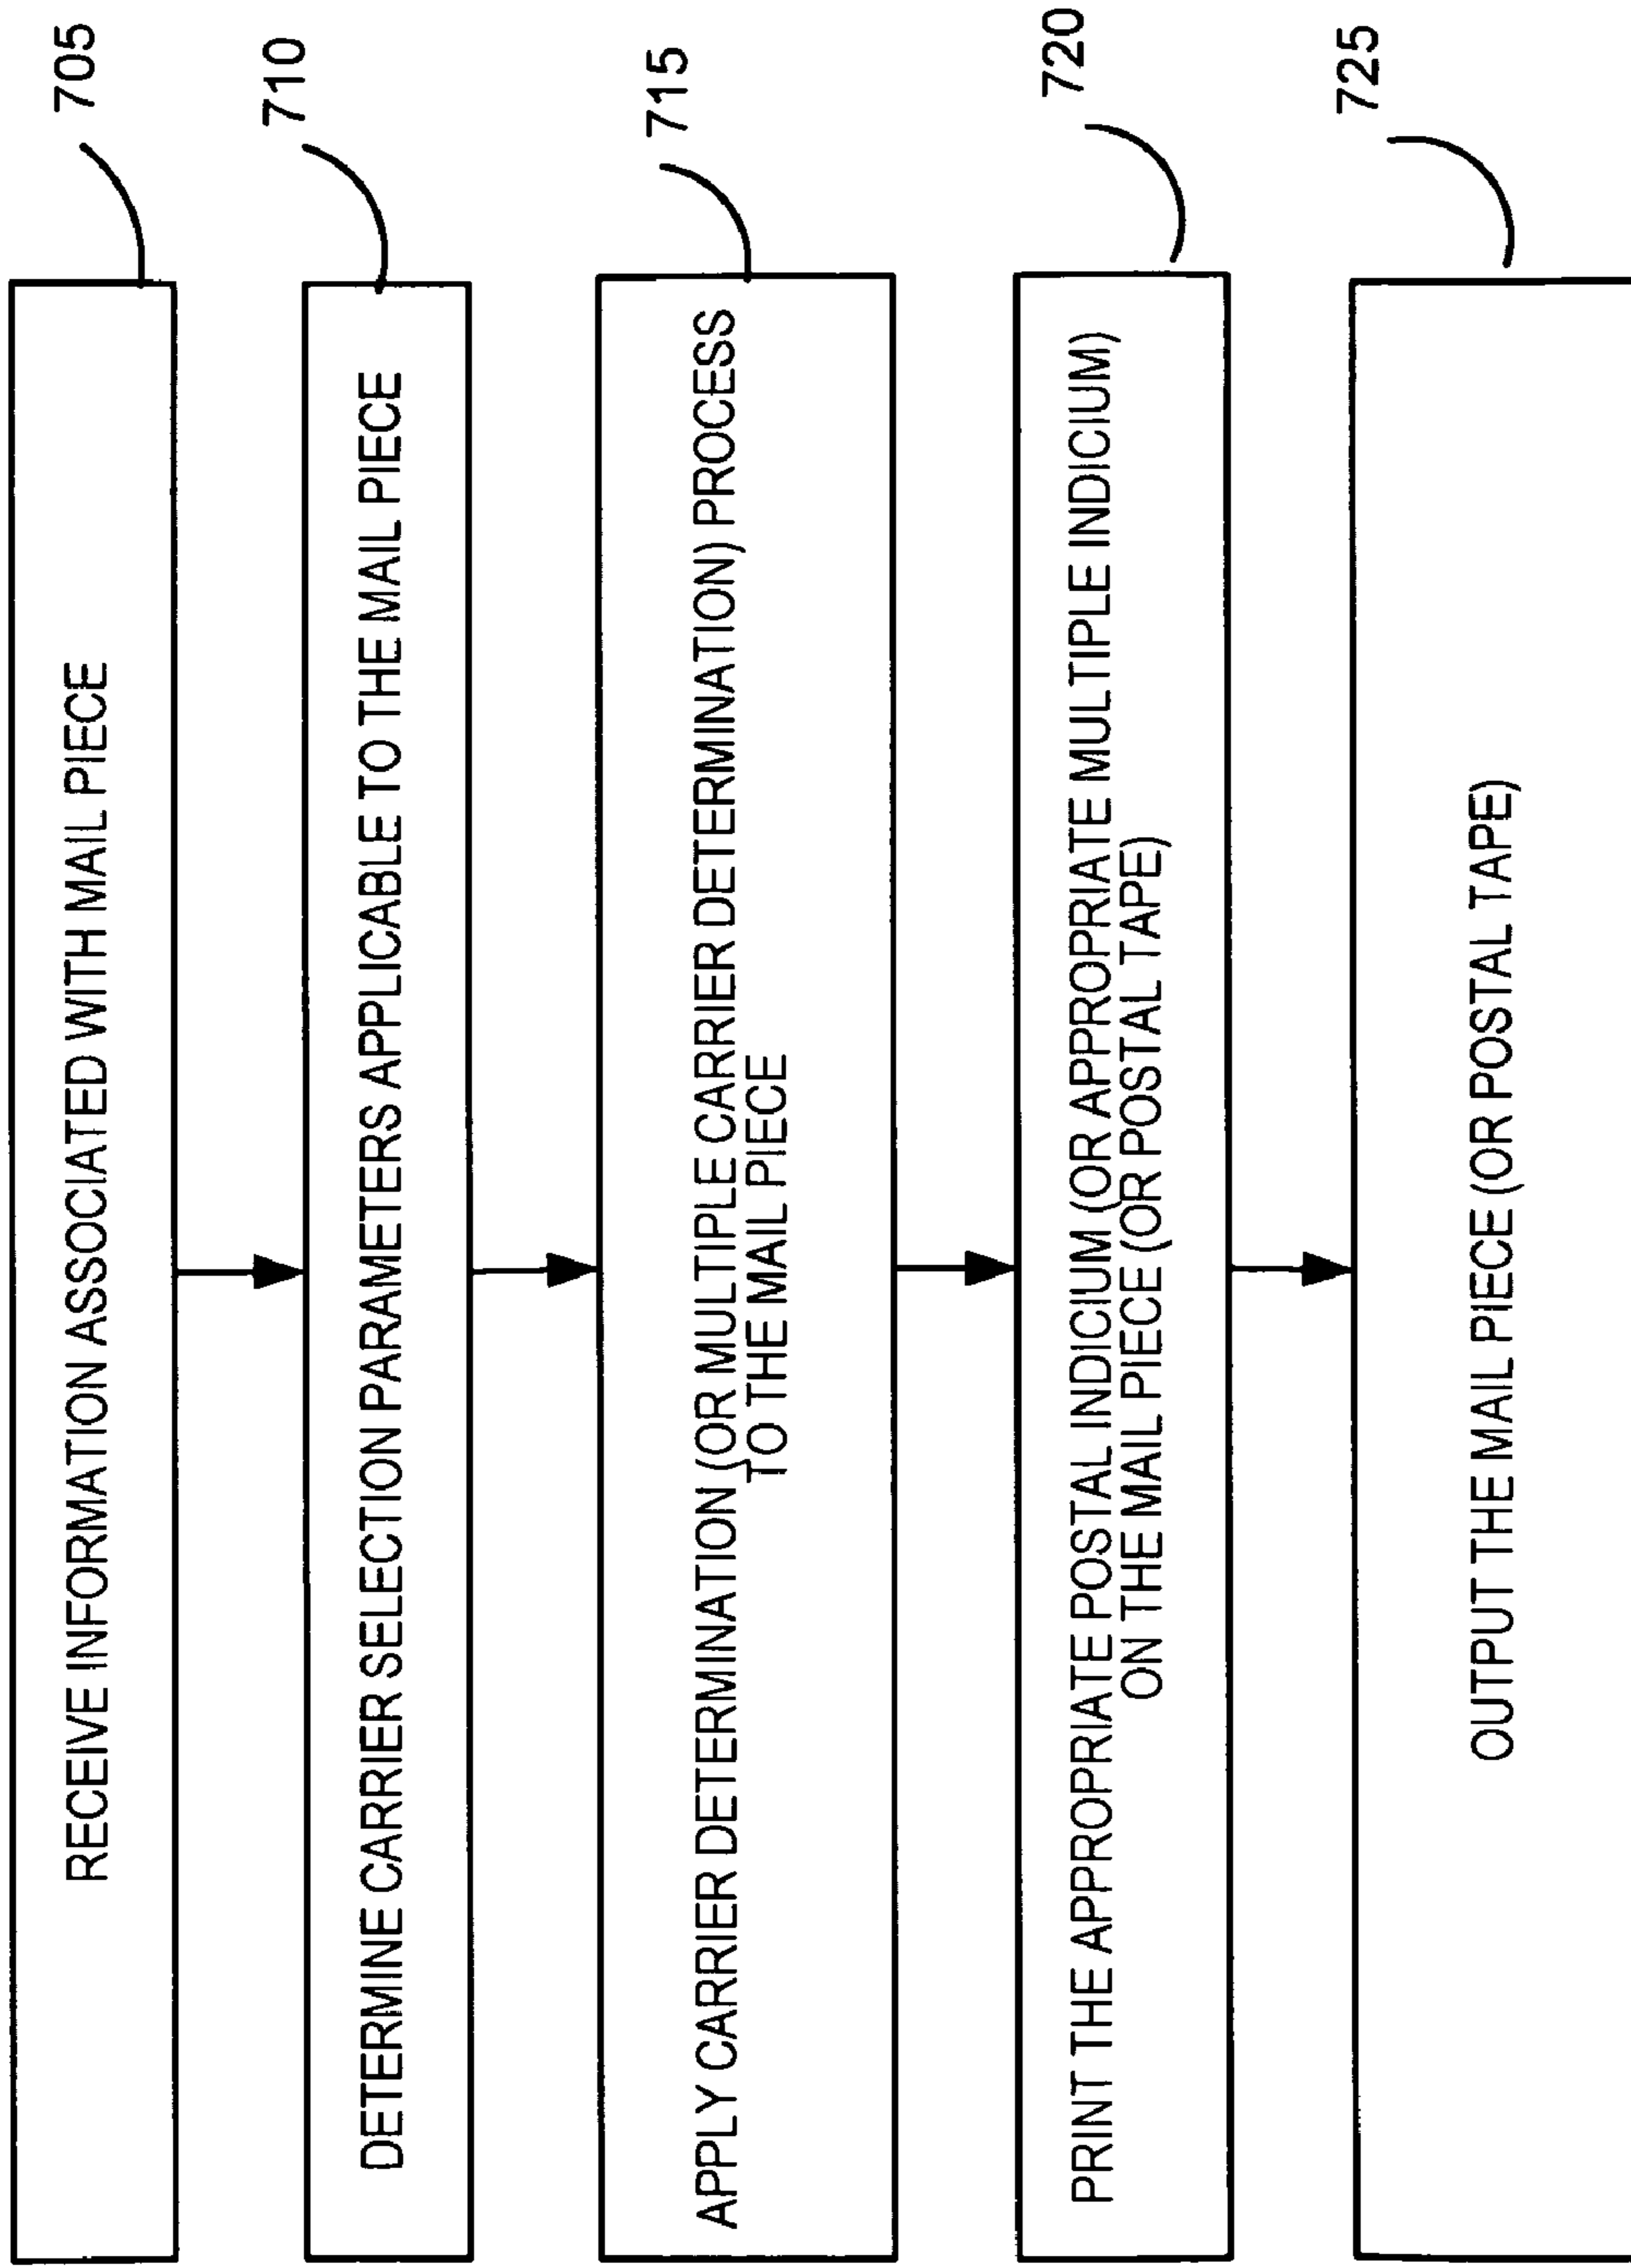 705
RECEIVE INFORMATION ASSOCIATED WITH MAIL PIECE
710
DETERMINE CARRIER SELECTION PARAMETERS APPLICABLE TO THE MAIL PIECE
715
APPLY CARRIER DETERMINATION (OR MULTIPLE CARRIER DETERMINATION) PROCESS
TO THE MAIL PIECE
720
PRINT THE APPROPRIATE POSTAL INDICIUM (OR APPROPRIATE MULTIPLE INDICIUM)
ON THE MAIL PIECE (OR POSTAL TAPE)
725
OUTPUT THE MAIL PIECE (OR POSTAL TAPE)